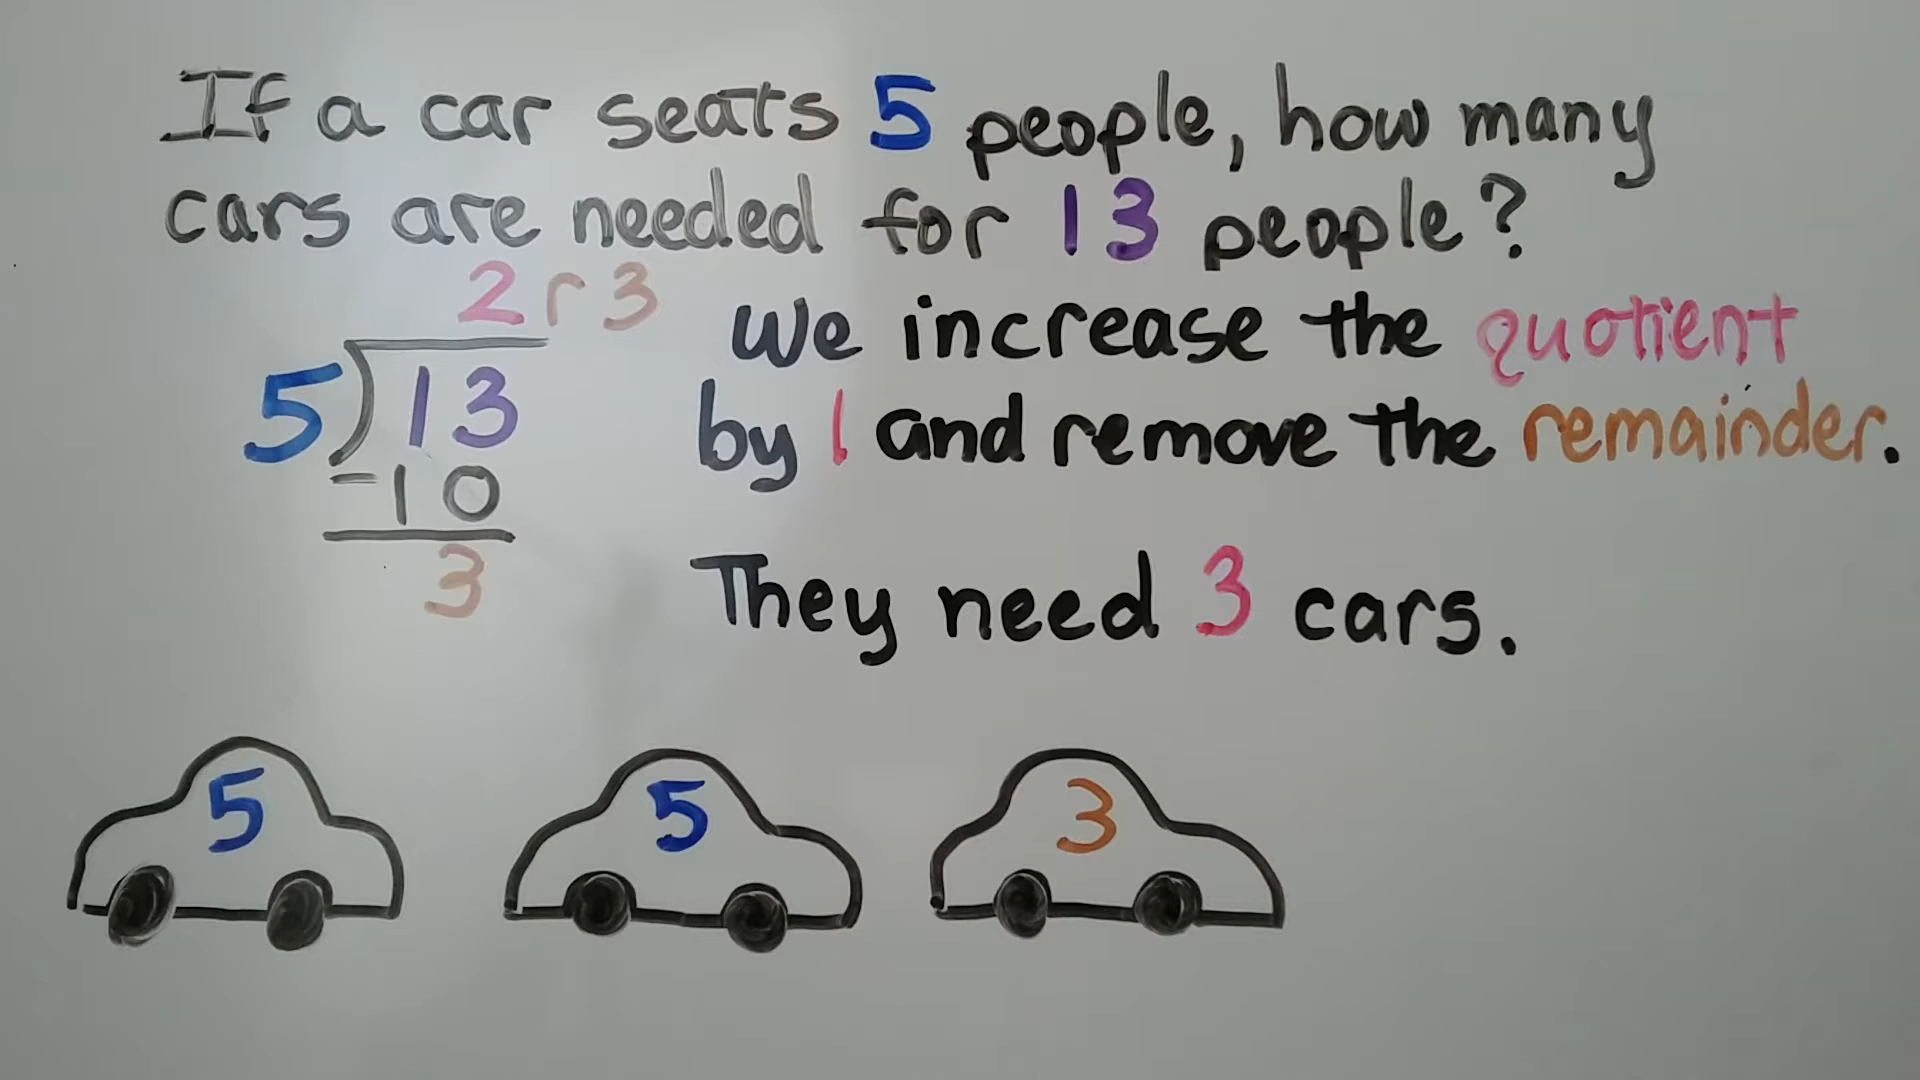 If a car seats 5 people, how many
cars are needed for 13 people?
2 r 3
5)13
-10
3
we increase the quotient
by 1 and remove the remainder.
They need 3 cars.
5 5 3